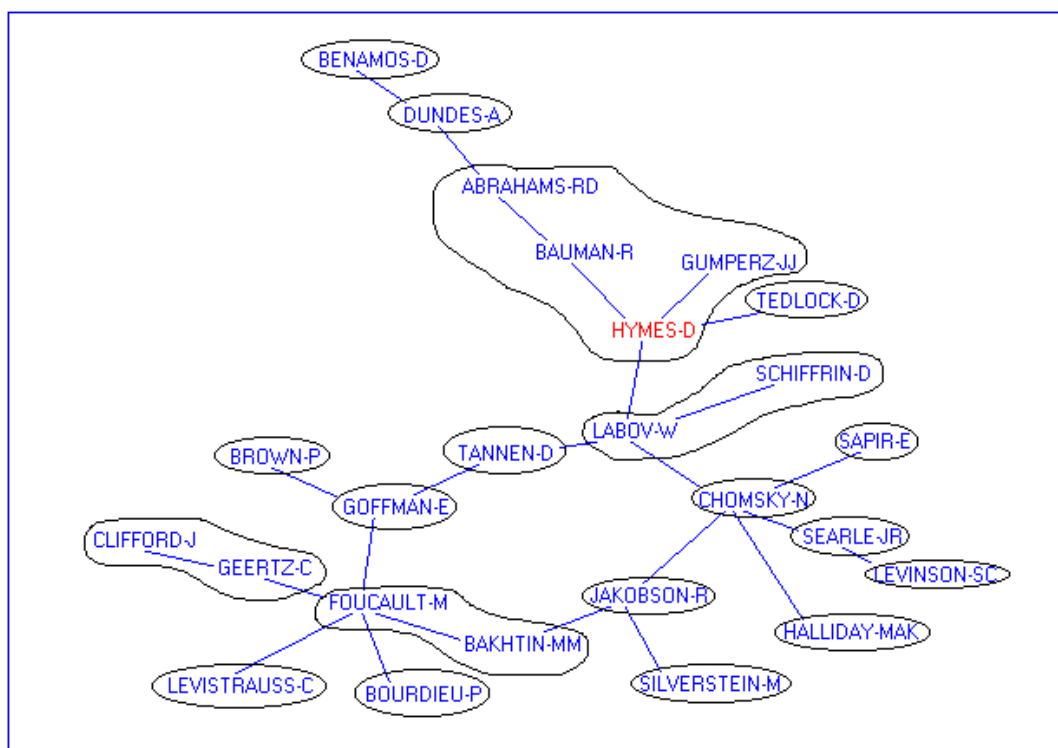 BENAMOS-D
DUNDES-A
ABRAHAMS-RD
BAUMAN-R
GUMPERZ-JJ
TEDLOCK-D
HYMES-D
SCHIFFRIN-D
LABOV-W
SAPIR-E
TANNEN-D
BROWN-P
CHOMSKY-N
GOFFMAN-E
CLIFFORD-J
SEARLE-JR
GEERTZ-C
LEVINSON-SC
FOUCAULT-M
JAKOBSON-R
HALLIDAY-MAK
BAKHTIN-MM
LEVISTRAUSS-C
BOURDIEU-P
SILVERSTEIN-M